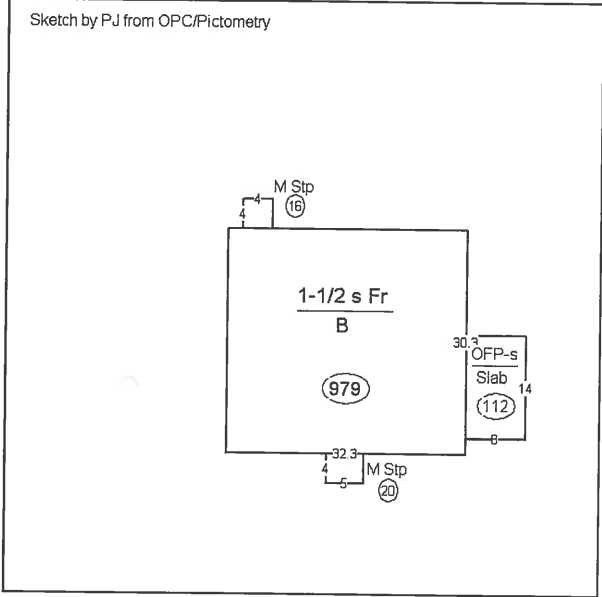 Sketch by PJ from OPC/Pictometry
4
M Stp
4
16
1-1/2 s Fr
B
30.3
OFP-s
Slab
979
14
112
8
32.3
4
M Stp
5
20